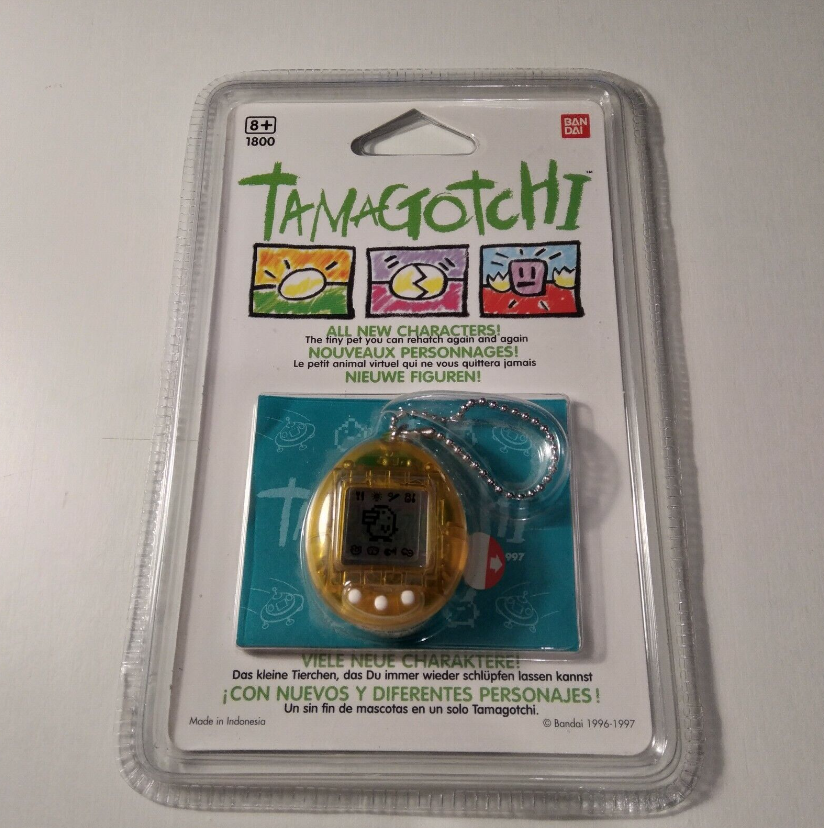 8+
1800
BAN
DAI
TAMAGOTCHI™
ALL NEW CHARACTERS!
The tiny pet you can rehatch again and again
NOUVEAUX PERSONNAGES!
Le petit animal virtuel qui ne vous quittera jamais
NIEUWE FIGUREN!
997
VIELE NEUE CHARAKTERE!
Das kleine Tierchen, das Du immer wieder schlüpfen lassen kannst
¡CON NUEVOS Y DIFERENTES PERSONAJES!
Un sin fin de mascotas en un solo Tamagotchi.
Made in Indonesia
© Bandai 1996-1997